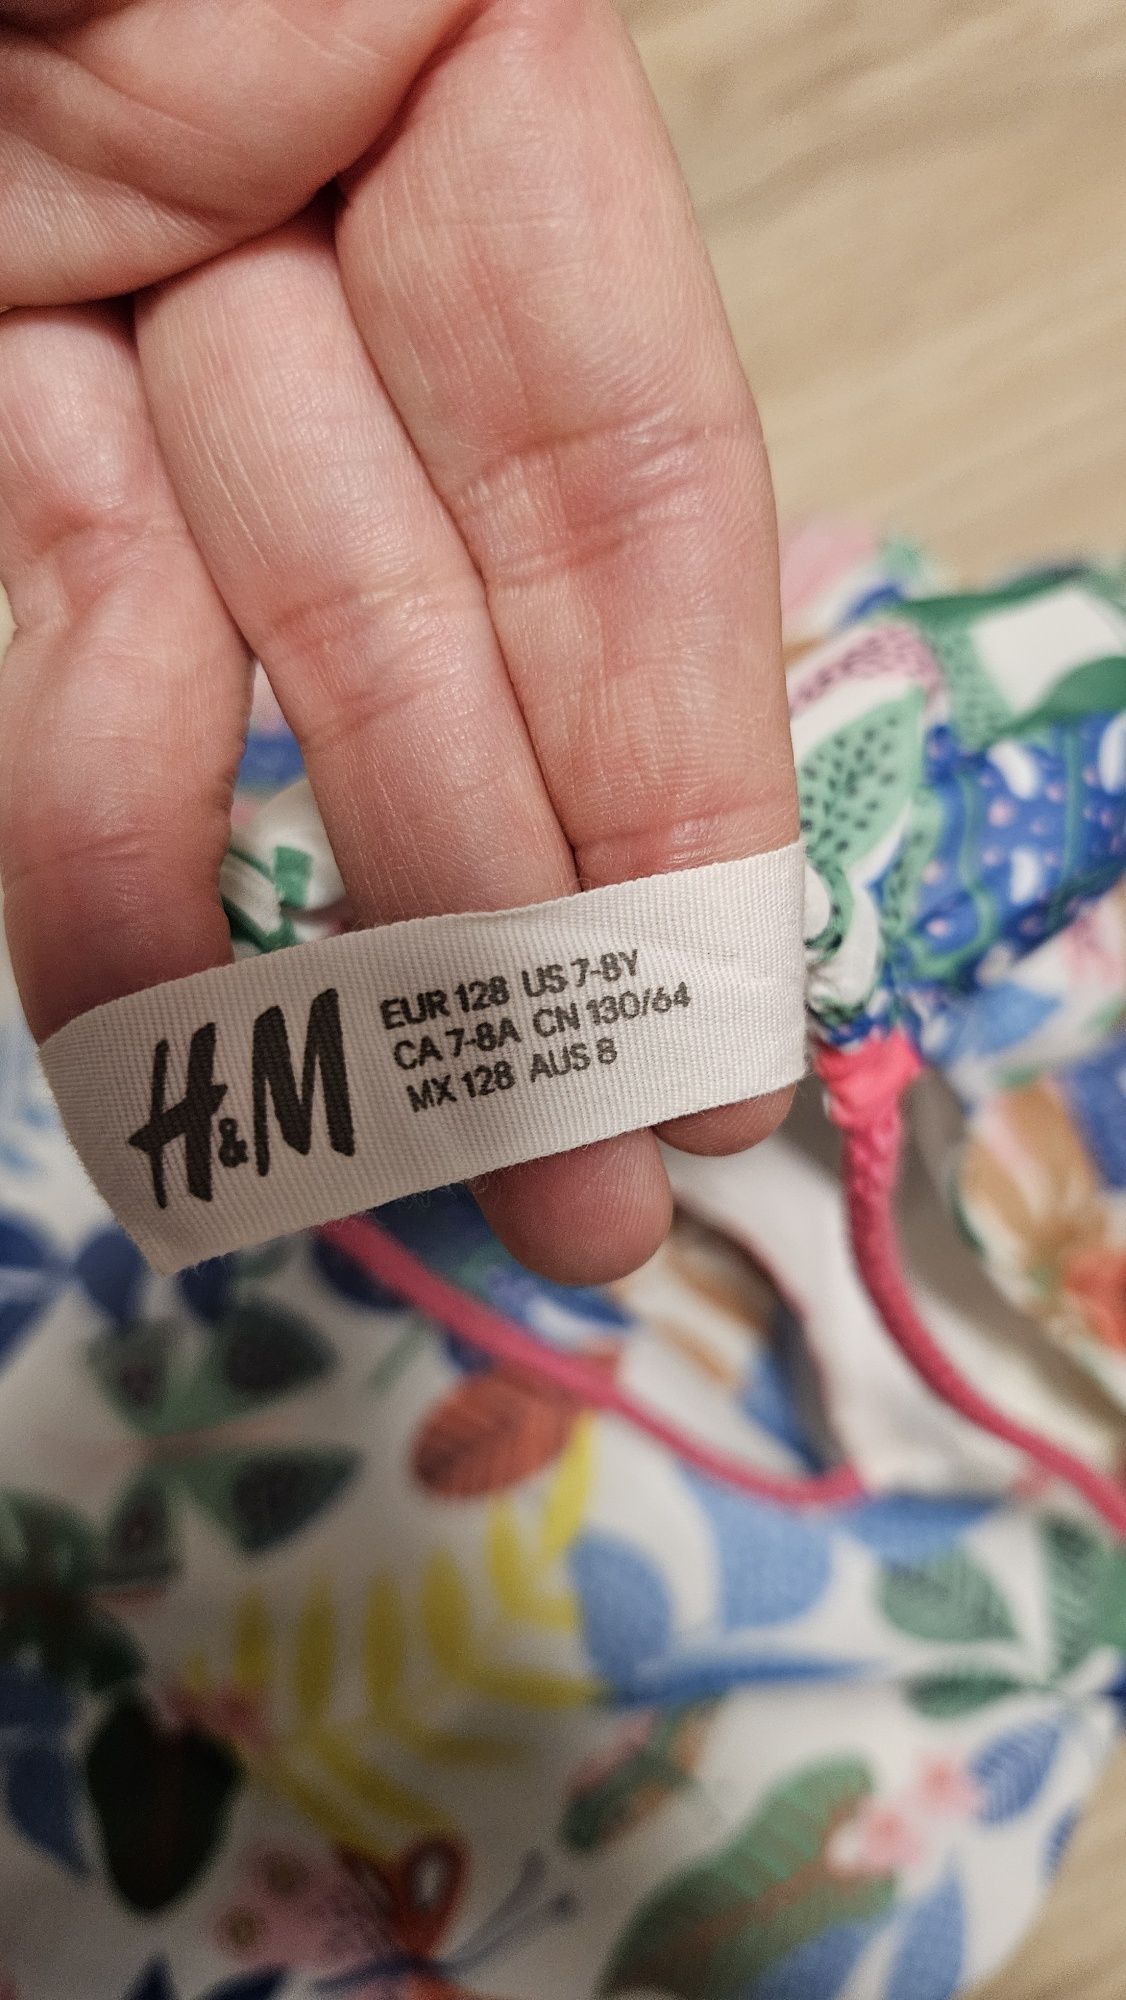 H&M
EUR 128 US 7-8Y
CA 7-8A CN 130/64
MX 128 AUS 8